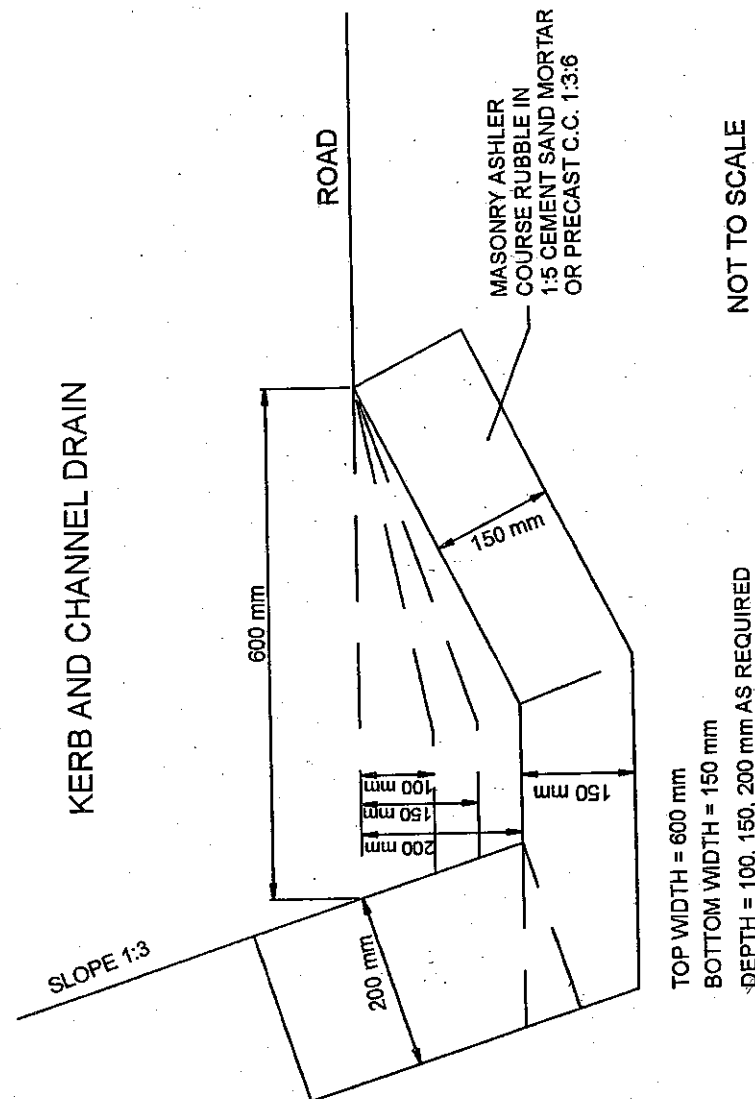 KERB AND CHANNEL DRAIN
600 mm
ROAD
SLOPE 1:3
100 mm
150 mm
200 mm
200 mm
150 mm
150 mm
MASONRY ASHLER
COURSE RUBBLE IN
1:5 CEMENT SAND MORTAR
OR PRECAST C.C. 1:3:6
TOP WIDTH = 600 mm
BOTTOM WIDTH = 150 mm
DEPTH = 100, 150, 200 mm AS REQUIRED
NOT TO SCALE